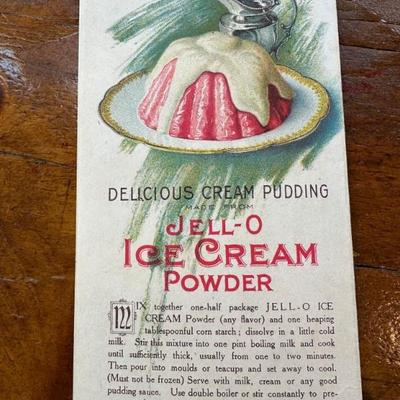 DELICIOUS CREAM PUDDING
MADE FROM
JELL-O
ICE CREAM
POWDER
MIX together one-half package JELL-O ICE
CREAM Powder (any flavor) and one heaping
tablespoonful corn starch; dissolve in a little cold
milk. Stir this mixture into one pint boiling milk and cook
until sufficiently thick, usually from one to two minutes.
Then pour into moulds or teacups and set away to cool.
(Must not be frozen) Serve with milk, cream or any good
pudding sauce. Use double boiler or stir constantly to pre-